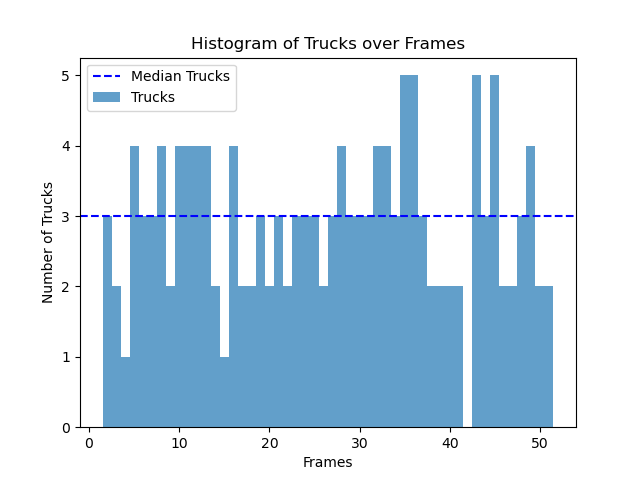 Histogram of Trucks over Frames
Median Trucks
Trucks
Number of Trucks
5
4
3
2
1
0
0 10 20 30 40 50
Frames